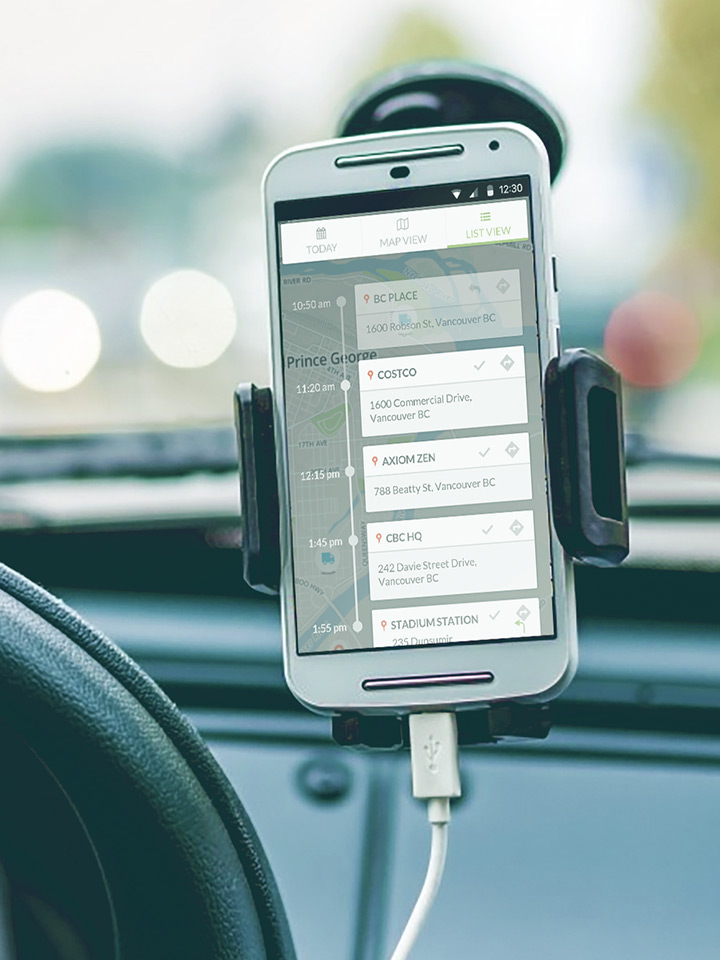 12:30
TODAY
MAP VIEW
LIST VIEW
RIVER RD
10:50 am
BC PLACE
1600 Robson St, Vancouver BC
Prince George
4TH AVE
11:20 am
COSTCO
1600 Commercial Drive,
Vancouver BC
17TH AVE
12:15 pm
AXIOM ZEN
788 Beatty St, Vancouver BC
1:45 pm
CBC HQ
242 Davie Street Drive,
Vancouver BC
1:55 pm
STADIUM STATION
235 Dunsumir